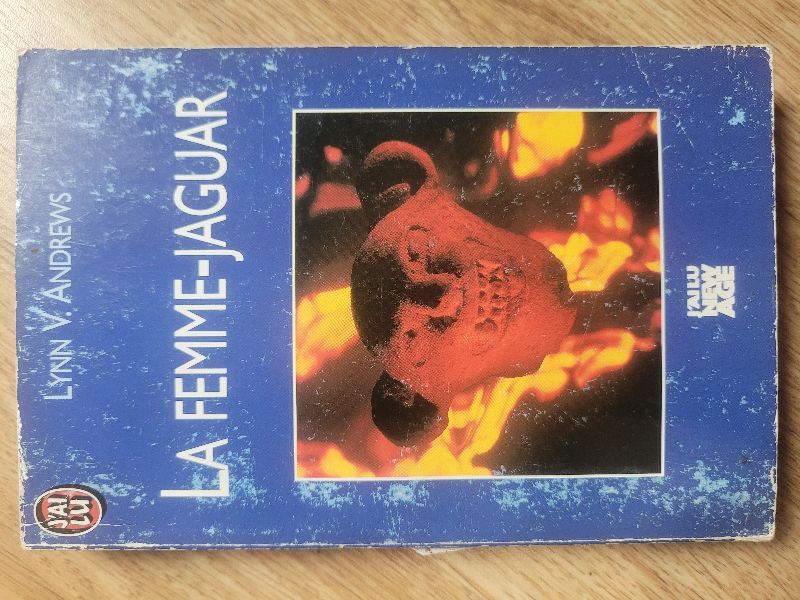 LYNN V. ANDREWS
LA FEMME-JAGUAR
J'AI LU
NEW
AGE
J'AI
LU